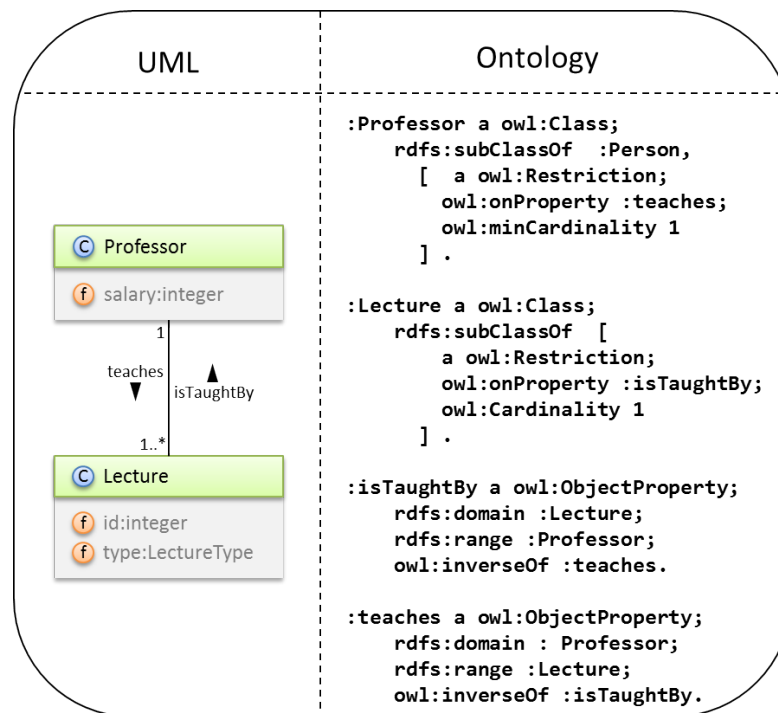 UML
Ontology
C Professor
f salary:integer
1
teaches
isTaughtBy
1..*
C Lecture
f id:integer
f type:LectureType
:Professor a owl:Class;
rdfs:subClassOf :Person,
[ a owl:Restriction;
owl:onProperty :teaches;
owl:minCardinality 1
] .
:Lecture a owl:Class;
rdfs:subClassOf [
a owl:Restriction;
owl:onProperty :isTaughtBy;
owl:Cardinality 1
] .
:isTaughtBy a owl:ObjectProperty;
rdfs:domain :Lecture;
rdfs:range :Professor;
owl:inverseOf :teaches.
:teaches a owl:ObjectProperty;
rdfs:domain : Professor;
rdfs:range :Lecture;
owl:inverseOf :isTaughtBy.